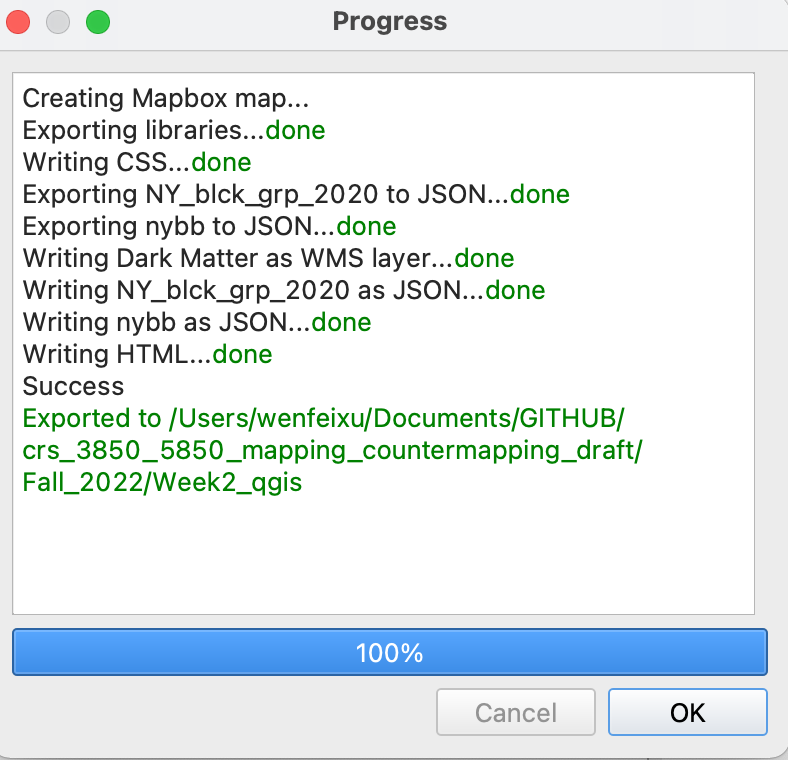 Progress
Creating Mapbox map...
Exporting libraries...done
Writing CSS...done
Exporting NY_blck_grp_2020 to JSON...done
Exporting nybb to JSON...done
Writing Dark Matter as WMS layer...done
Writing NY_blck_grp_2020 as JSON...done
Writing nybb as JSON...done
Writing HTML...done
Success
Exported to /Users/wenfeixu/Documents/GITHUB/
crs_3850_5850_mapping_countermapping_draft/
Fall_2022/Week2_qgis
100%
Cancel
OK